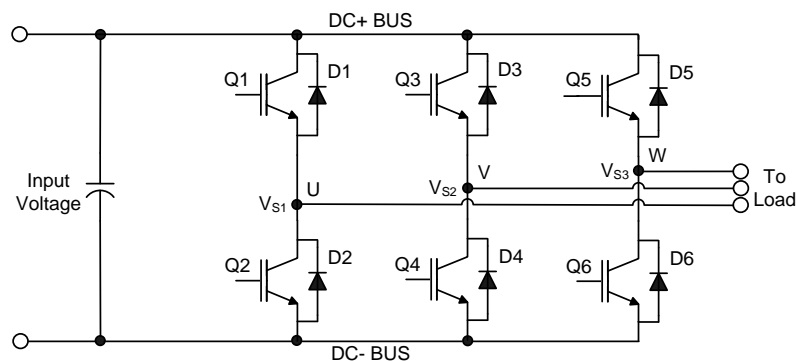 DC+ BUS
Q1
D1
Q3
D3
Q5
D5
Input
Voltage
VS1
U
VS2
V
VS3
W
To
Load
Q2
D2
Q4
D4
Q6
D6
DC- BUS